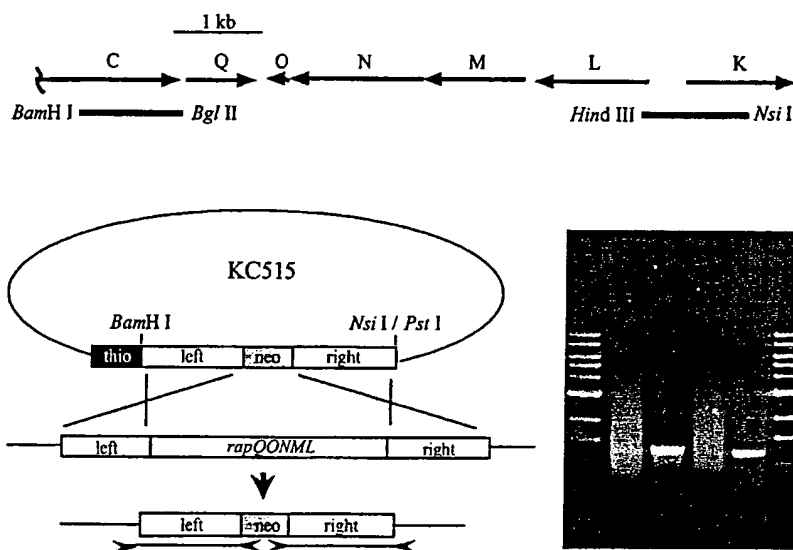 1 kb
C Q O N M L K
BamH I Bgl II Hind III Nsi I
KC515
BamH I Nsi I / Pst I
thio left neo right
left rapQONML right
left neo right